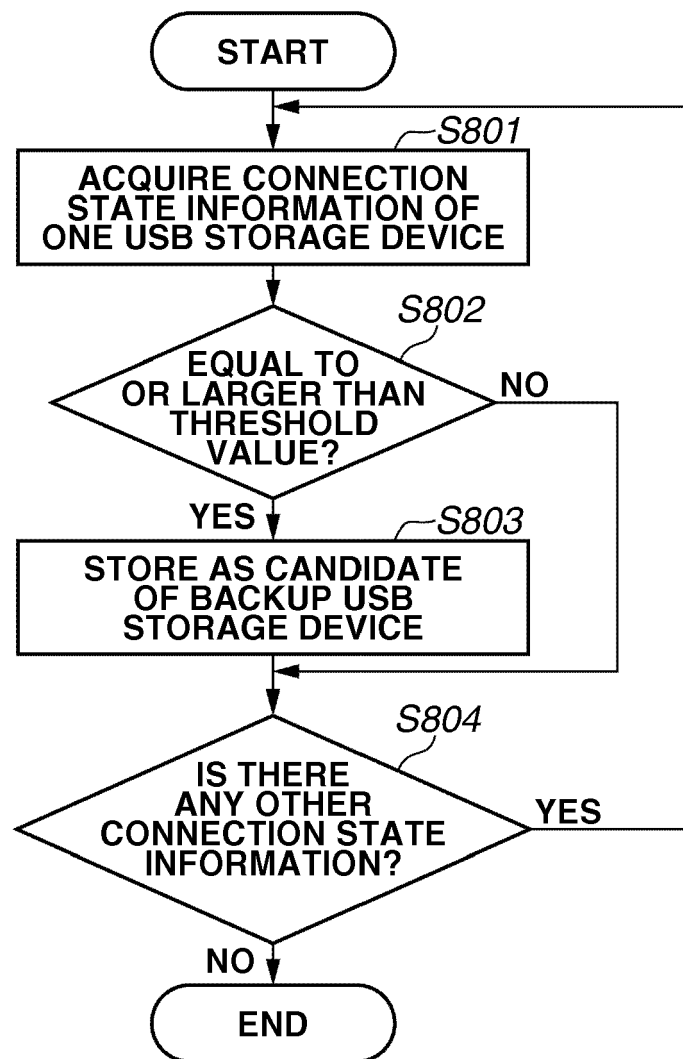 START
S801
ACQUIRE CONNECTION
STATE INFORMATION OF
ONE USB STORAGE DEVICE
S802
EQUAL TO
OR LARGER THAN
THRESHOLD
VALUE?
NO
YES
S803
STORE AS CANDIDATE
OF BACKUP USB
STORAGE DEVICE
S804
IS THERE
ANY OTHER
CONNECTION STATE
INFORMATION?
YES
NO
END